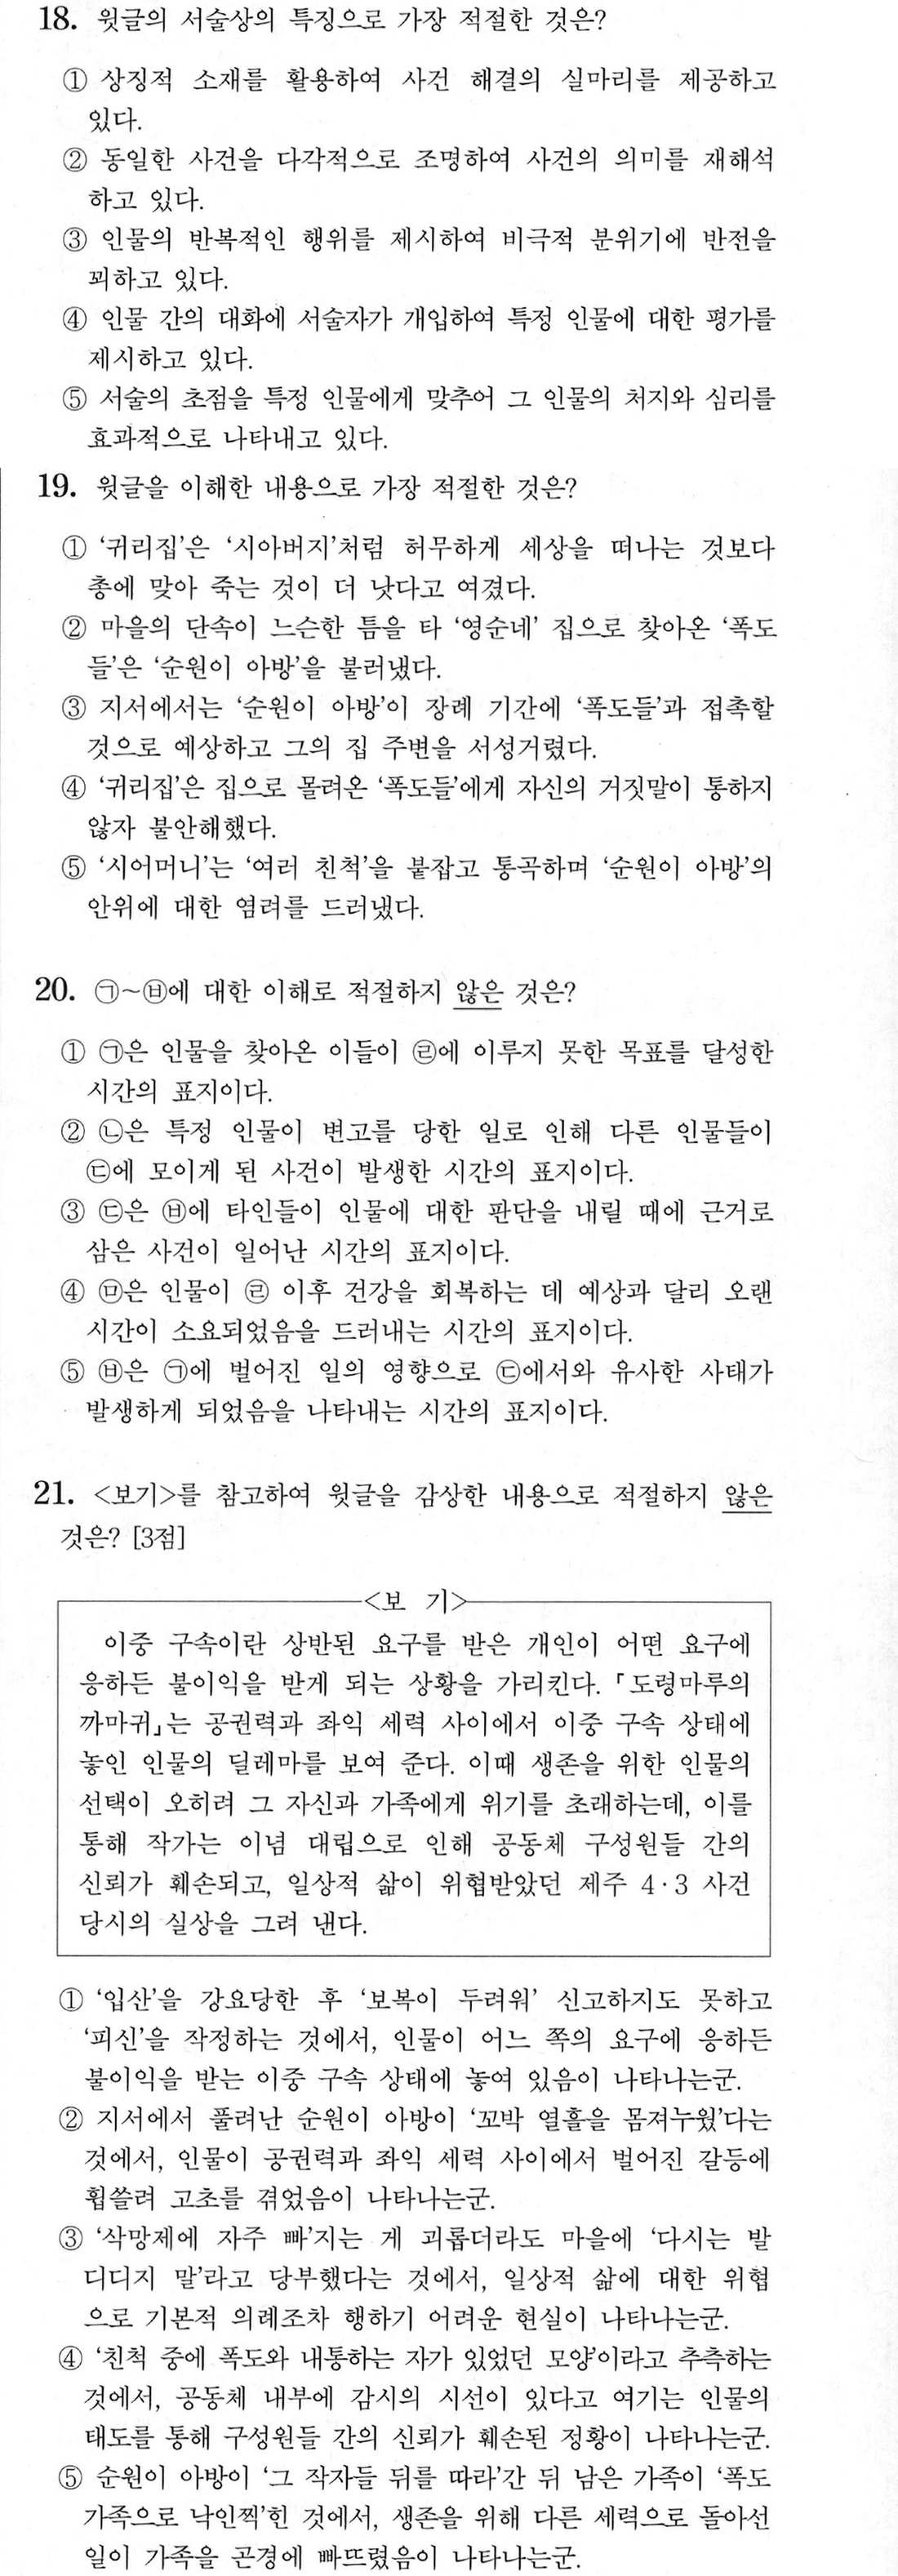 18. 윗글의 서술상의 특징으로 가장 적절한 것은?
① 상징적 소재를 활용하여 사건 해결의 실마리를 제공하고
있다.
② 동일한 사건을 다각적으로 조명하여 사건의 의미를 재해석
하고 있다.
③ 인물의 반복적인 행위를 제시하여 비극적 분위기에 반전을
꾀하고 있다.
④ 인물 간의 대화에 서술자가 개입하여 특정 인물에 대한 평가를
제시하고 있다.
⑤ 서술의 초점을 특정 인물에게 맞추어 그 인물의 처지와 심리를
효과적으로 나타내고 있다.
19. 윗글을 이해한 내용으로 가장 적절한 것은?
① ‘귀리집’은 ‘시아버지’처럼 허무하게 세상을 떠나는 것보다
총에 맞아 죽는 것이 더 낫다고 여겼다.
② 마을의 단속이 느슨한 틈을 타 ‘영순네’ 집으로 찾아온 ‘폭도
들’은 ‘순원이 아방’을 불러냈다.
③ 지서에서는 ‘순원이 아방’이 장례 기간에 ‘폭도들’과 접촉할
것으로 예상하고 그의 집 주변을 서성거렸다.
④ ‘귀리집’은 집으로 몰려온 ‘폭도들’에게 자신의 거짓말이 통하지
않자 불안해했다.
⑤ ‘시어머니’는 ‘여러 친척’을 붙잡고 통곡하며 ‘순원이 아방’의
안위에 대한 염려를 드러냈다.
20. ㉠～㉥에 대한 이해로 적절하지 않은 것은?
① ㉠은 인물을 찾아온 이들이 ㉣에 이루지 못한 목표를 달성한
시간의 표지이다.
② ㉡은 특정 인물이 변고를 당한 일로 인해 다른 인물들이
㉢에 모이게 된 사건이 발생한 시간의 표지이다.
③ ㉢은 ㉥에 타인들이 인물에 대한 판단을 내릴 때에 근거로
삼은 사건이 일어난 시간의 표지이다.
④ ㉤은 인물이 ㉣ 이후 건강을 회복하는 데 예상과 달리 오랜
시간이 소요되었음을 드러내는 시간의 표지이다.
⑤ ㉥은 ㉠에 벌어진 일의 영향으로 ㉢에서와 유사한 사태가
발생하게 되었음을 나타내는 시간의 표지이다.
21. <보기>를 참고하여 윗글을 감상한 내용으로 적절하지 않은
것은? [3점]
<보 기>
이중 구속이란 상반된 요구를 받은 개인이 어떤 요구에
응하든 불이익을 받게 되는 상황을 가리킨다. 「도령마루의
까마귀」는 공권력과 좌익 세력 사이에서 이중 구속 상태에
놓인 인물의 딜레마를 보여 준다. 이때 생존을 위한 인물의
선택이 오히려 그 자신과 가족에게 위기를 초래하는데, 이를
통해 작가는 이념 대립으로 인해 공동체 구성원들 간의
신뢰가 훼손되고, 일상적 삶이 위협받았던 제주 4·3 사건
당시의 실상을 그려 낸다.
① ‘입산’을 강요당한 후 ‘보복이 두려워’ 신고하지도 못하고
‘피신’을 작정하는 것에서, 인물이 어느 쪽의 요구에 응하든
불이익을 받는 이중 구속 상태에 놓여 있음이 나타나는군.
② 지서에서 풀려난 순원이 아방이 ‘꼬박 열흘을 몸져누웠’다는
것에서, 인물이 공권력과 좌익 세력 사이에서 벌어진 갈등에
휩쓸려 고초를 겪었음이 나타나는군.
③ ‘삭망제에 자주 빠’지는 게 괴롭더라도 마을에 ‘다시는 발
디디지 말’라고 당부했다는 것에서, 일상적 삶에 대한 위협
으로 기본적 의례조차 행하기 어려운 현실이 나타나는군.
④ ‘친척 중에 폭도와 내통하는 자가 있었던 모양’이라고 추측하는
것에서, 공동체 내부에 감시의 시선이 있다고 여기는 인물의
태도를 통해 구성원들 간의 신뢰가 훼손된 정황이 나타나는군.
⑤ 순원이 아방이 ‘그 작자들 뒤를 따라’간 뒤 남은 가족이 ‘폭도
가족으로 낙인찍’힌 것에서, 생존을 위해 다른 세력으로 돌아선
일이 가족을 곤경에 빠뜨렸음이 나타나는군.